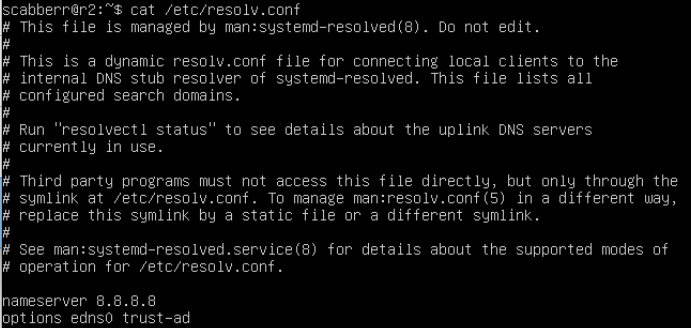 scabberr@r2:~$ cat /etc/resolv.conf
# This file is managed by man:systemd-resolved(8). Do not edit.
#
# This is a dynamic resolv.conf file for connecting local clients to the
# internal DNS stub resolver of systemd-resolved. This file lists all
# configured search domains.
#
# Run "resolvectl status" to see details about the uplink DNS servers
# currently in use.
#
# Third party programs must not access this file directly, but only through the
# symlink at /etc/resolv.conf. To manage man:resolv.conf(5) in a different way,
# replace this symlink by a static file or a different symlink.
#
# See man:systemd-resolved.service(8) for details about the supported modes of
# operation for /etc/resolv.conf.

nameserver 8.8.8.8
options edns0 trust-ad